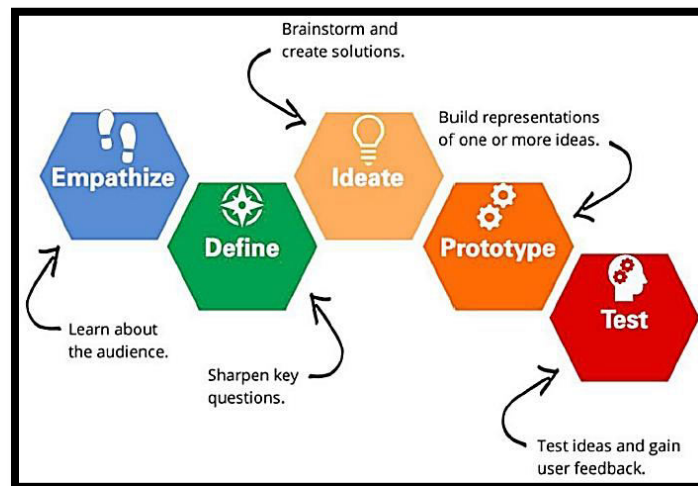 Brainstorm and
create solutions.
Build representations
of one or more ideas.
Empathize
Ideate
Define
Prototype
Test
Learn about
the audience.
Sharpen key
questions.
Test ideas and gain
user feedback.